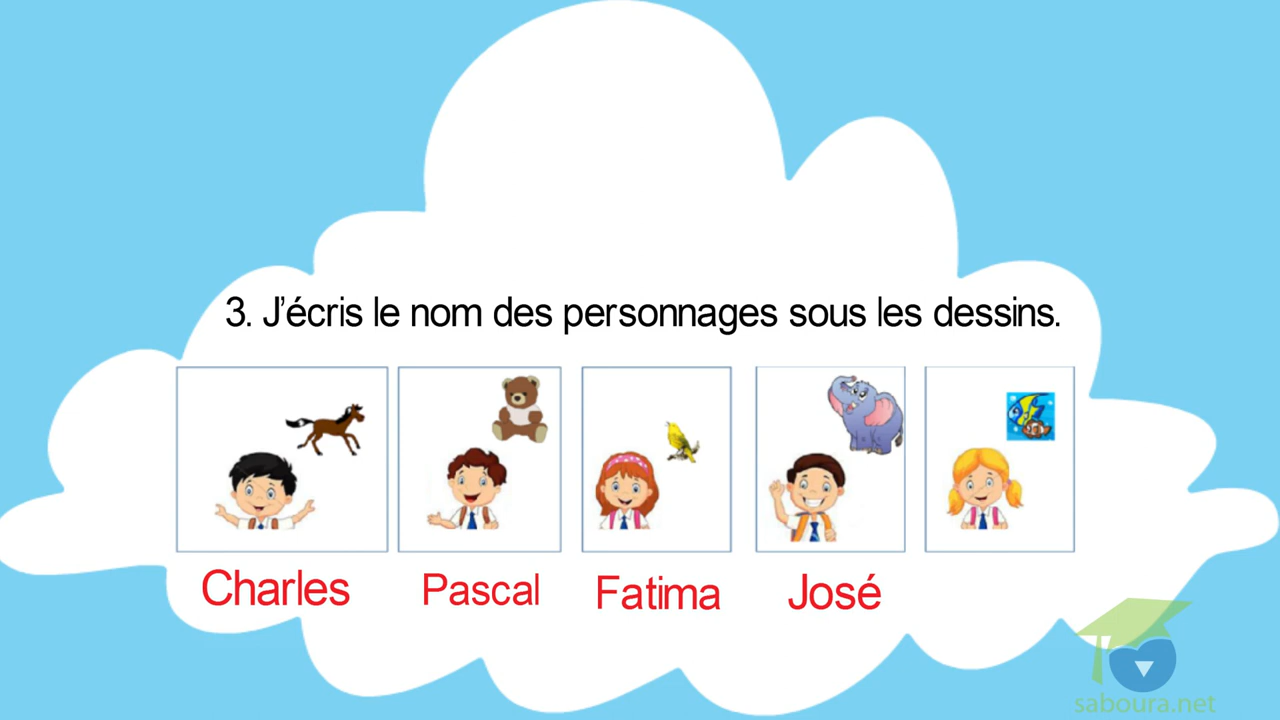 3. J’écris le nom des personnages sous les dessins.
Charles Pascal Fatima José
saboura.net